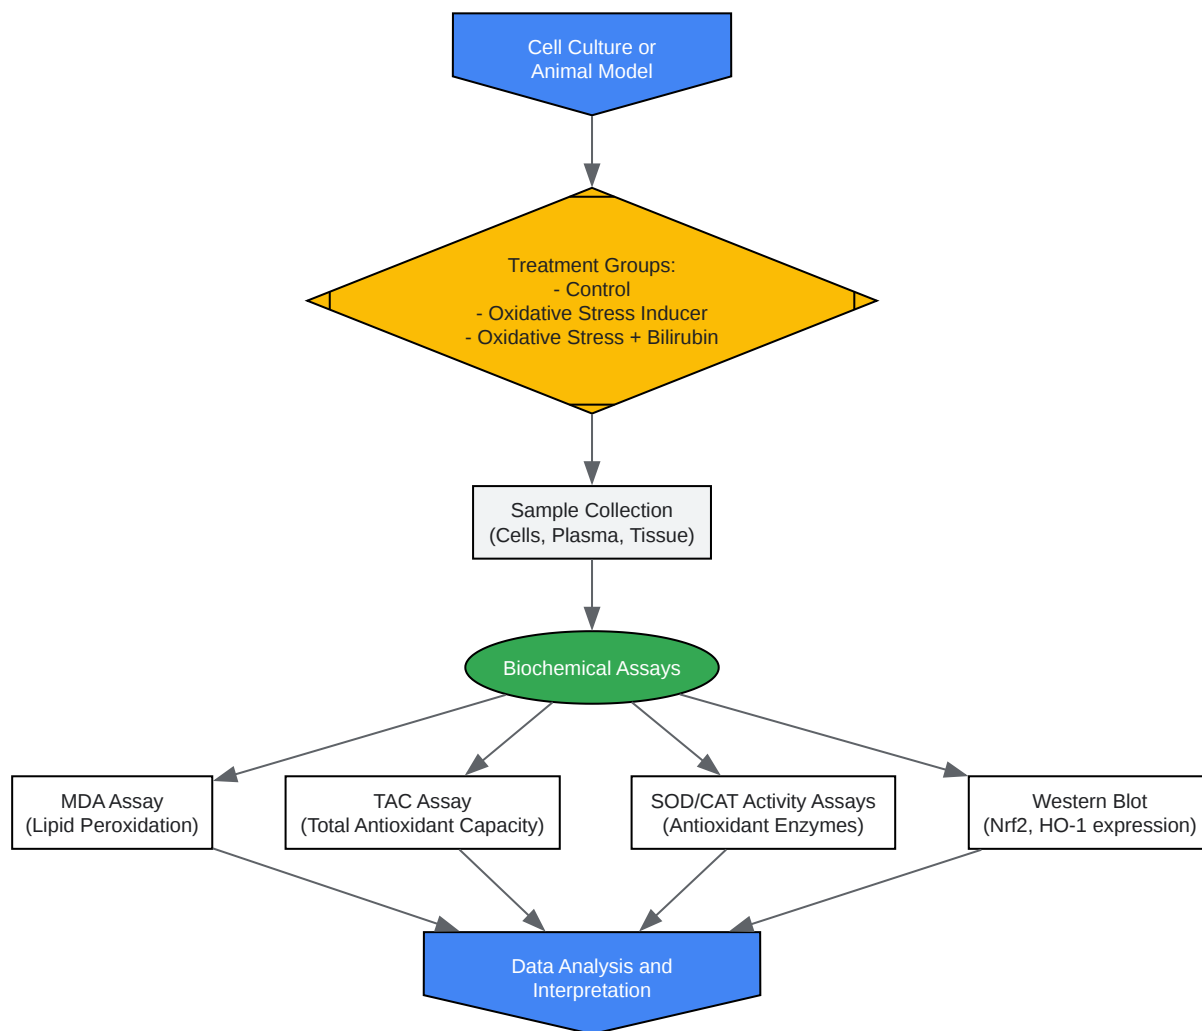 Cell Culture or
Animal Model
Treatment Groups:
- Control
- Oxidative Stress Inducer
- Oxidative Stress + Bilirubin
Sample Collection
(Cells, Plasma, Tissue)
Biochemical Assays
MDA Assay
(Lipid Peroxidation)
TAC Assay
(Total Antioxidant Capacity)
SOD/CAT Activity Assays
(Antioxidant Enzymes)
Western Blot
(Nrf2, HO-1 expression)
Data Analysis and
Interpretation